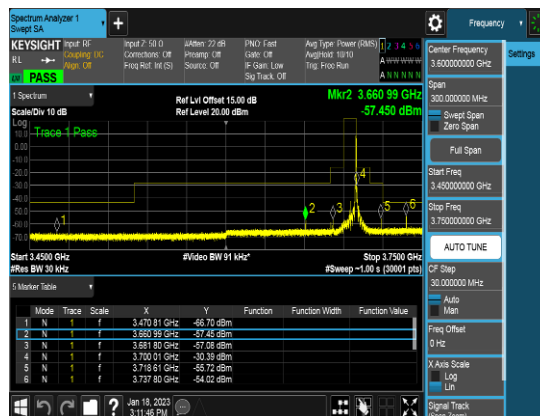 Spectrum Analyzer 1
Swept SA
+
Frequency
KEYSIGHT
RL
PASS
Input: RF
Coupling: DC
Align: Off
Input Z: 50 Ω
Corrections: Off
Freq Ref: Int (S)
#Atten: 22 dB
Preamp: Off
Source: Off
PNO: Fast
Gate: Off
IF Gain: Low
Sig Track: Off
Avg Type: Power (RMS)
Avg|Hold: 10/10
Trig: Free Run
1 2 3 4 5 6
A W W W W W
A N N N N N
1 Spectrum
Scale/Div 10 dB
Ref Lvl Offset 15.00 dB
Ref Level 20.00 dBm
Mkr2 3.660 99 GHz
-57.450 dBm
Log
Trace 1 Pass
10.0
0.00
-10.0
-20.0
-30.0
-40.0
-50.0
-60.0
-70.0
1
2
3
4
5
6
Start 3.4500 GHz
#Res BW 30 kHz
#Video BW 91 kHz*
Stop 3.7500 GHz
#Sweep ~1.00 s (30001 pts)
5 Marker Table
Mode Trace Scale X Y Function Function Width Function Value
1 N 1 f 3.470 81 GHz -66.70 dBm
2 N 1 f 3.660 99 GHz -57.45 dBm
3 N 1 f 3.681 80 GHz -57.08 dBm
4 N 1 f 3.700 01 GHz -30.39 dBm
5 N 1 f 3.718 61 GHz -55.72 dBm
6 N 1 f 3.737 80 GHz -54.02 dBm
?
Jan 18, 2023
3:11:46 PM
Center Frequency
3.600000000 GHz
Settings
Span
300.000000 MHz
Swept Span
Zero Span
Full Span
Start Freq
3.450000000 GHz
Stop Freq
3.750000000 GHz
AUTO TUNE
CF Step
30.000000 MHz
Auto
Man
Freq Offset
0 Hz
X Axis Scale
Log
Lin
Signal Track
(Span Zoom)